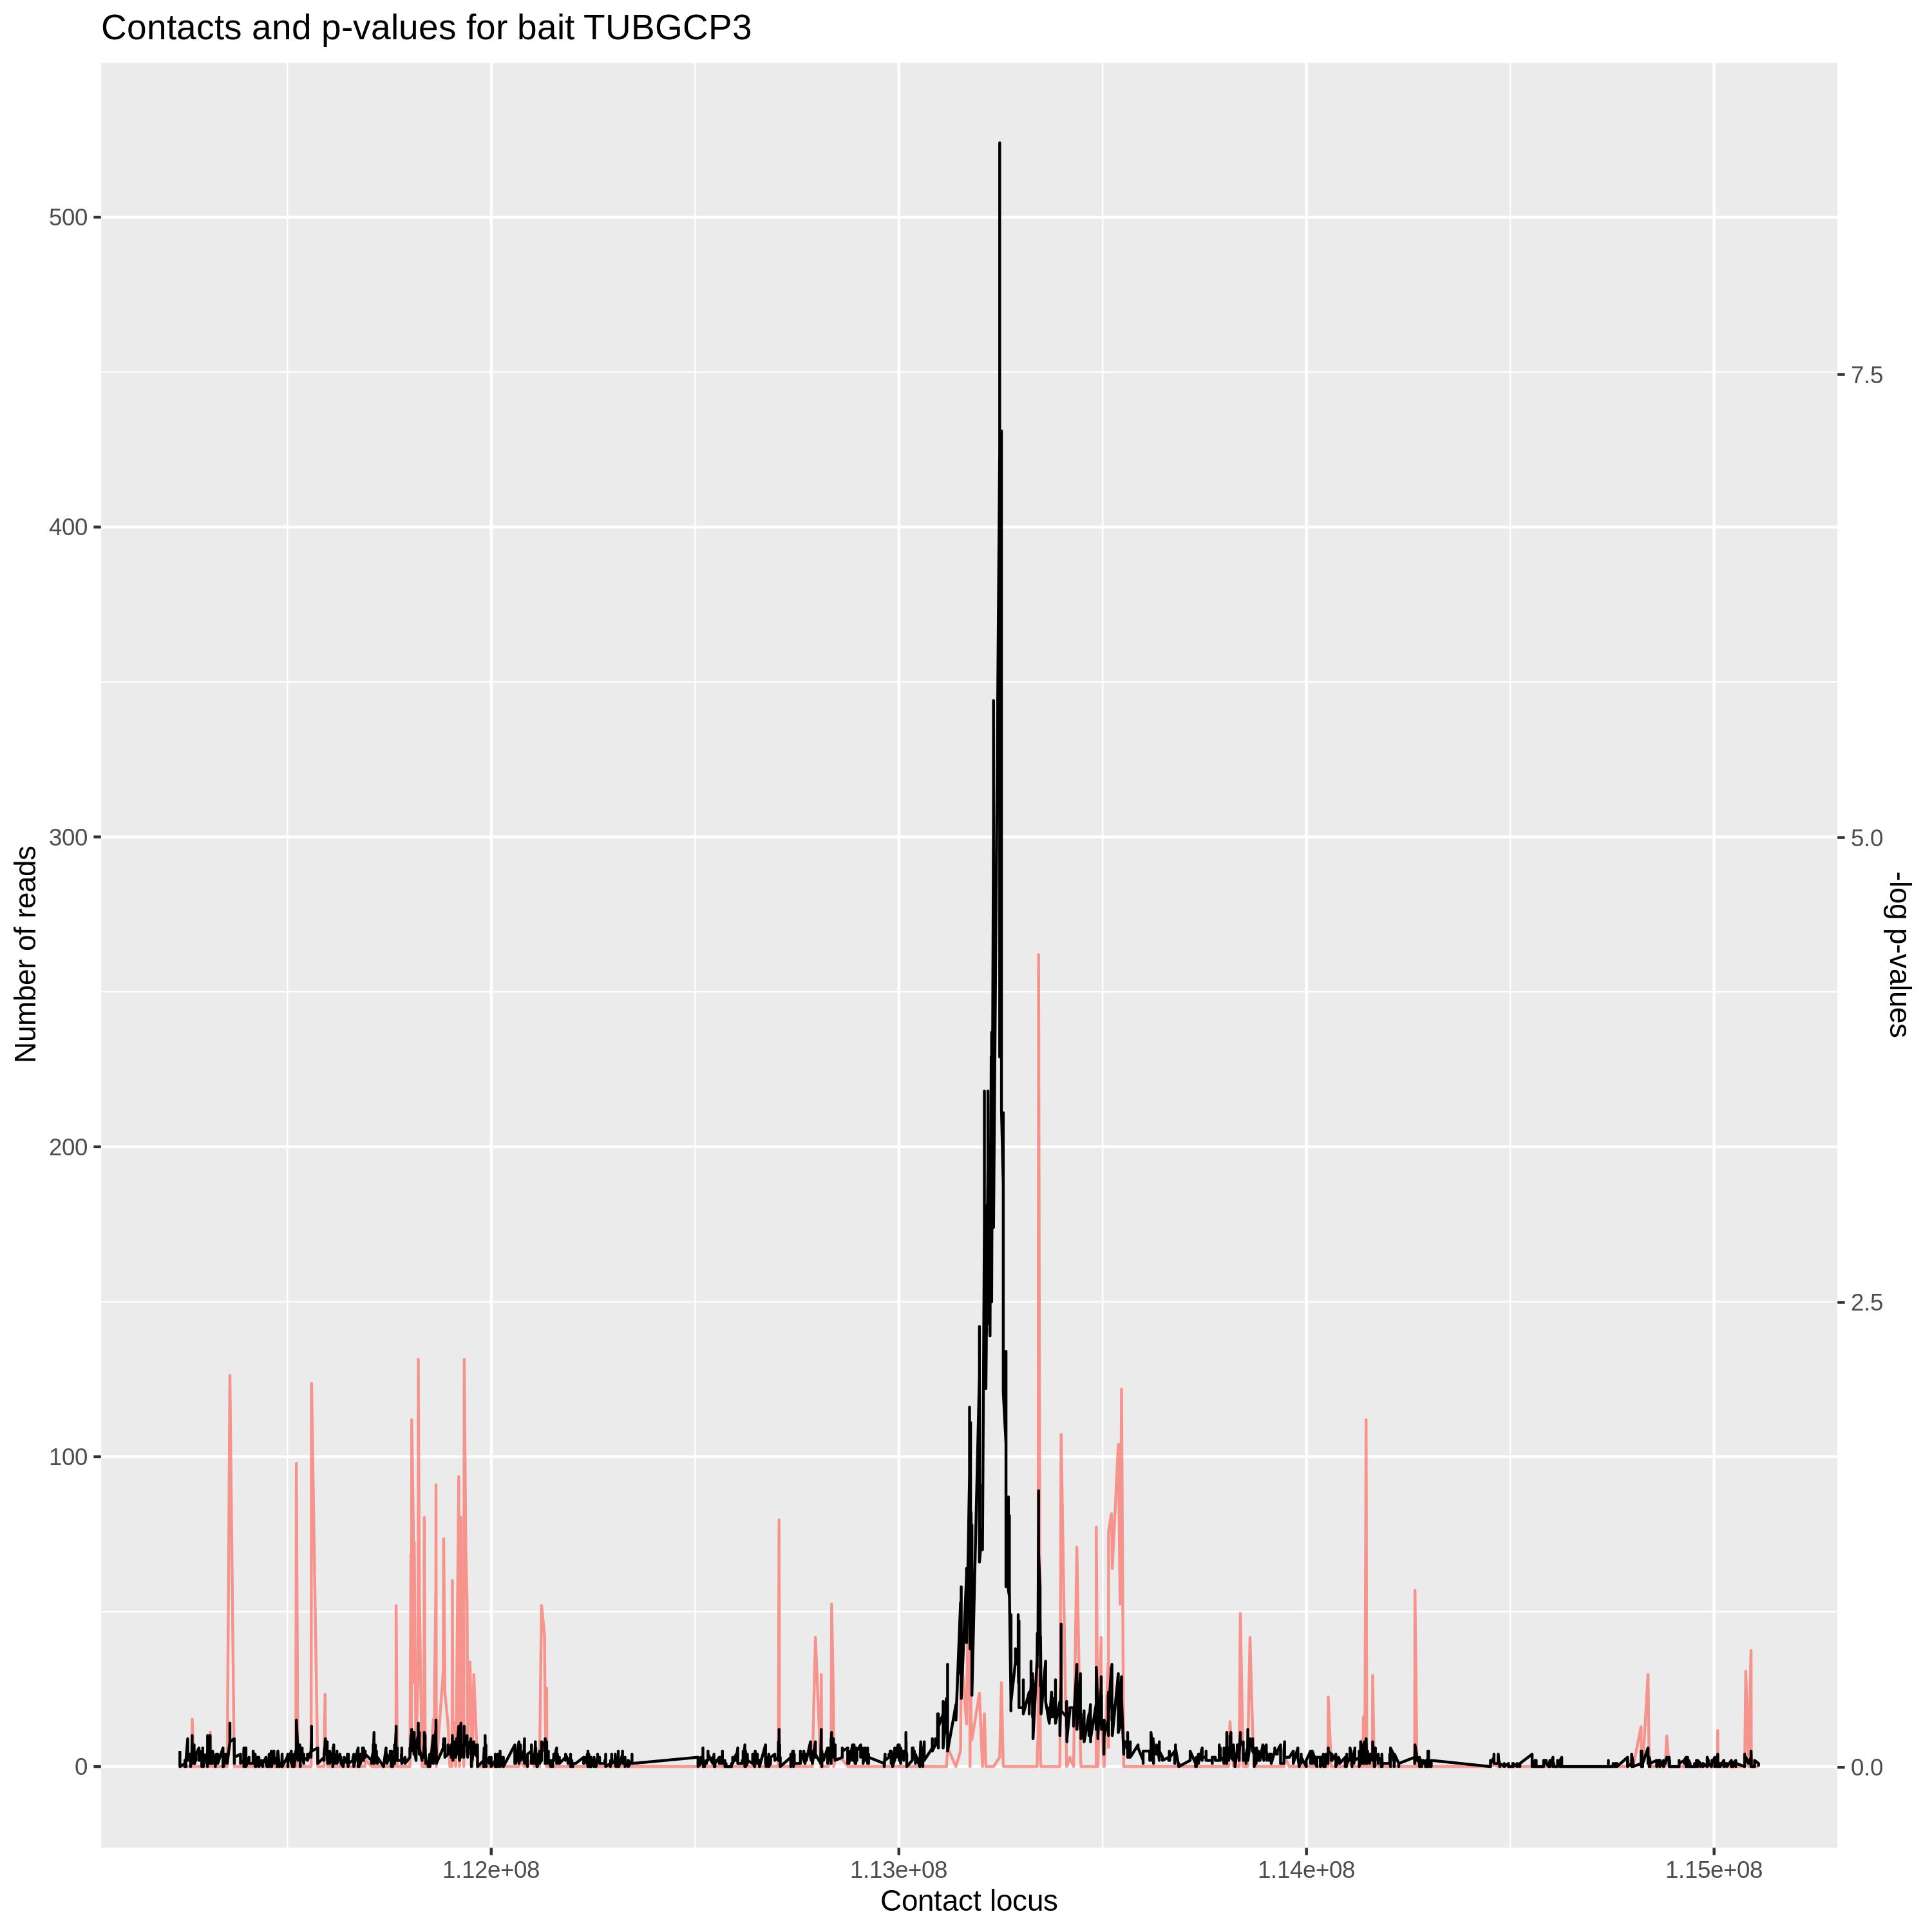 Contacts and p-values for bait TUBGCP3
500
400
300
200
100
0
Number of reads
7.5
5.0
2.5
0.0
-log p-values
1.12e+08
1.13e+08
1.14e+08
1.15e+08
Contact locus